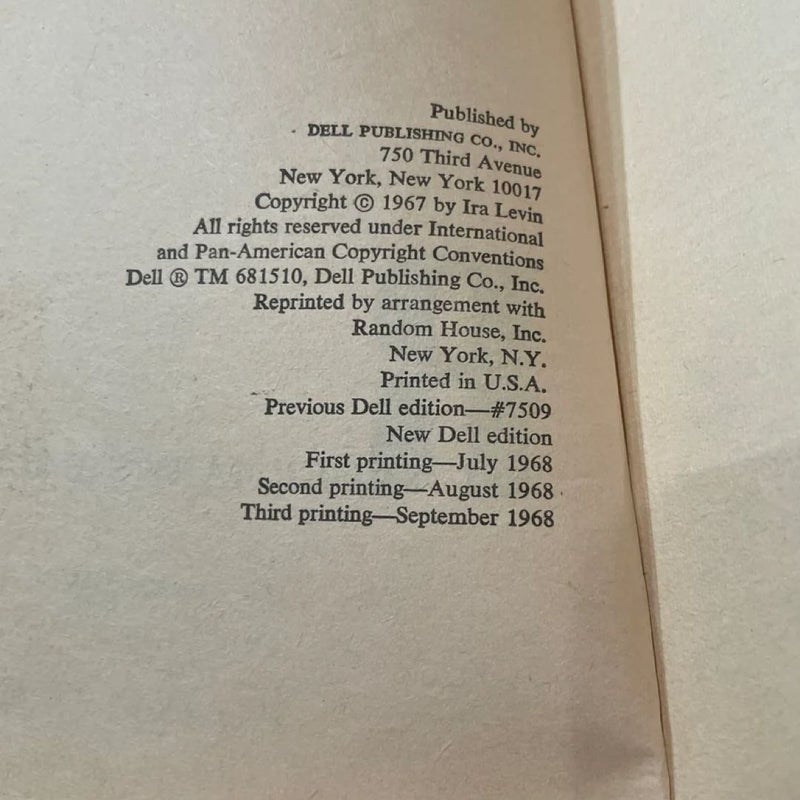 Published by
DELL PUBLISHING CO., INC.
750 Third Avenue
New York, New York 10017
Copyright © 1967 by Ira Levin
All rights reserved under International
and Pan-American Copyright Conventions
Dell ® TM 681510, Dell Publishing Co., Inc.
Reprinted by arrangement with
Random House, Inc.
New York, N.Y.
Printed in U.S.A.
Previous Dell edition—#7509
New Dell edition
First printing—July 1968
Second printing—August 1968
Third printing—September 1968